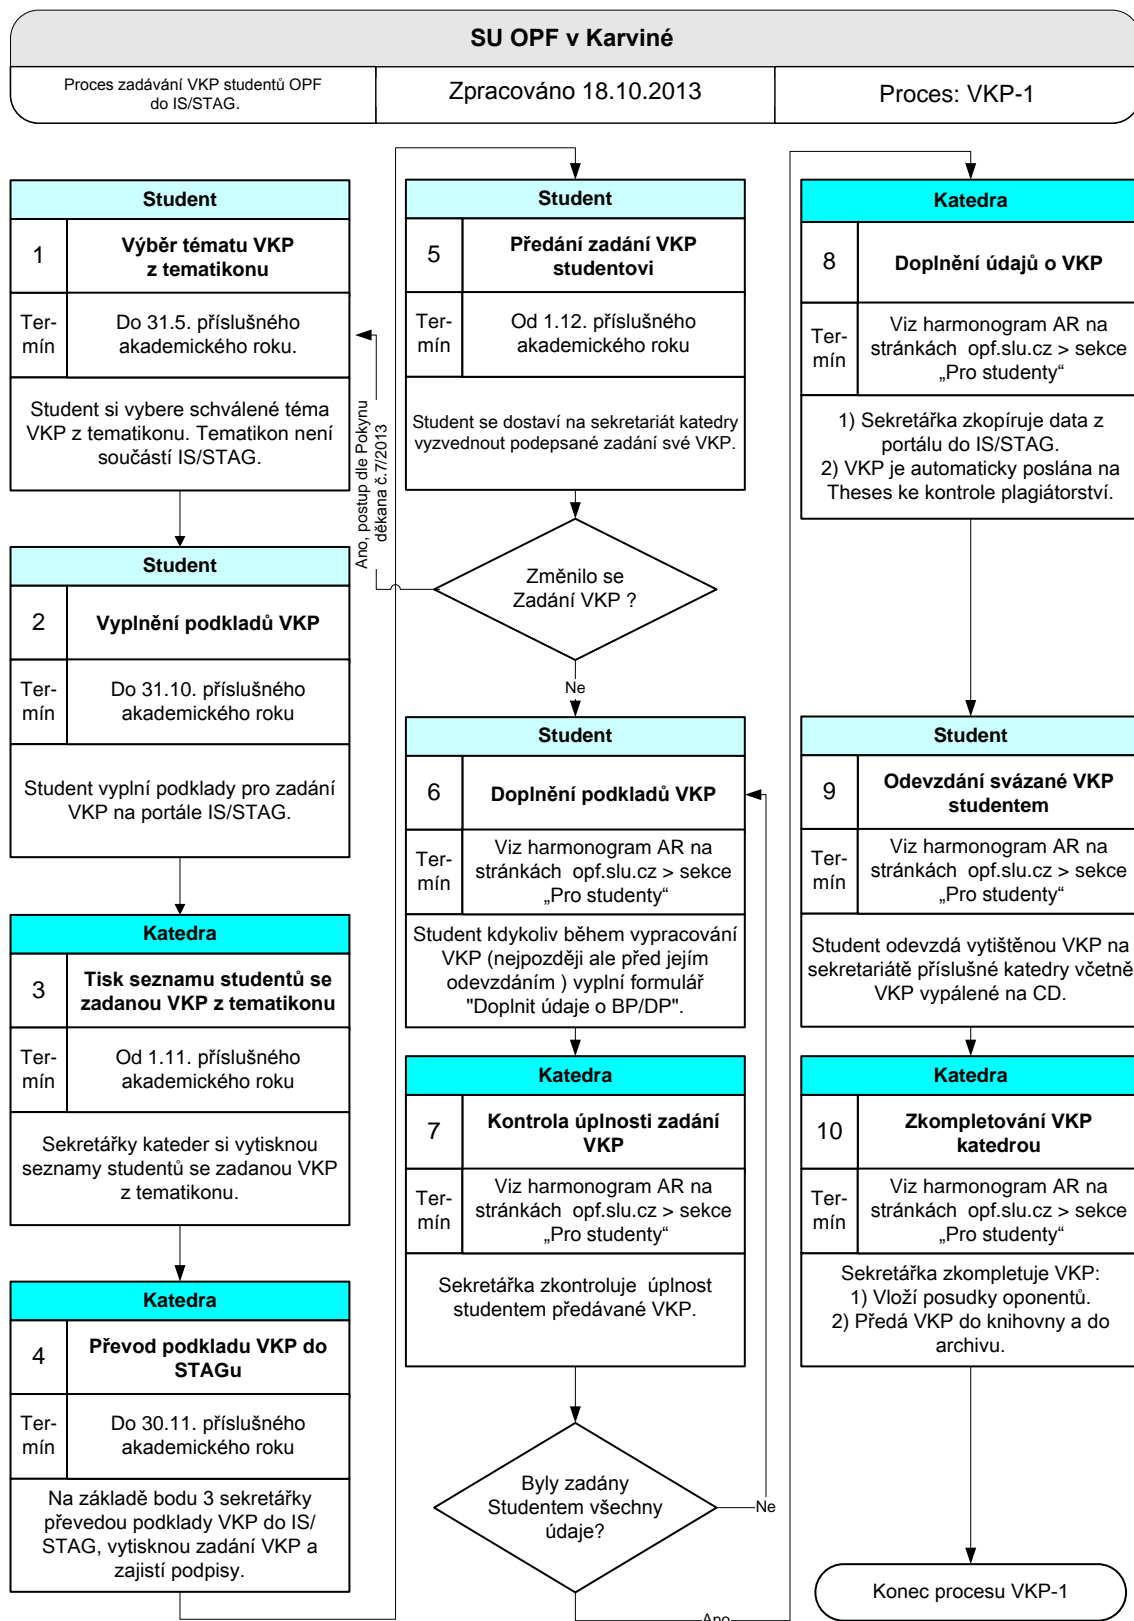 SU OPF v Karviné
Proces zadávání VKP studentů OPF
do IS/STAG.
Zpracováno 18.10.2013
Proces: VKP-1
Student
1
Výběr tématu VKP
z tematikonu
Ter-
mín
Do 31.5. příslušného
akademického roku.
Student si vybere schválené téma
VKP z tematikonu. Tematikon není
součástí IS/STAG.
Student
2
Vyplnění podkladů VKP
Ter-
mín
Do 31.10. příslušného
akademického roku
Student vyplní podklady pro zadání
VKP na portále IS/STAG.
Katedra
3
Tisk seznamu studentů se
zadanou VKP z tematikonu
Ter-
mín
Od 1.11. příslušného
akademického roku
Sekretářky kateder si vytisknou
seznamy studentů se zadanou VKP
z tematikonu.
Katedra
4
Převod podkladu VKP do
STAGu
Ter-
mín
Do 30.11. příslušného
akademického roku
Na základě bodu 3 sekretářky
převedou podklady VKP do IS/
STAG, vytisknou zadání VKP a
zajistí podpisy.
Student
5
Předání zadání VKP
studentovi
Ter-
mín
Od 1.12. příslušného
akademického roku
Student se dostaví na sekretariát katedry
vyzvednout podepsané zadání své VKP.
Změnilo se
Zadání VKP ?
Ano, postup dle Pokynu
děkana č.7/2013
Ne
Student
6
Doplnění podkladů VKP
Ter-
mín
Viz harmonogram AR na
stránkách opf.slu.cz > sekce
„Pro studenty“
Student kdykoliv během vypracování
VKP (nejpozději ale před jejím
odevzdáním ) vyplní formulář
"Doplnit údaje o BP/DP".
Katedra
7
Kontrola úplnosti zadání
VKP
Ter-
mín
Viz harmonogram AR na
stránkách opf.slu.cz > sekce
„Pro studenty“
Sekretářka zkontroluje úplnost
studentem předávané VKP.
Byly zadány
Studentem všechny
údaje?
Ne
Ano
Katedra
8
Doplnění údajů o VKP
Ter-
mín
Viz harmonogram AR na
stránkách opf.slu.cz > sekce
„Pro studenty“
1) Sekretářka zkopíruje data z
portálu do IS/STAG.
2) VKP je automaticky poslána na
Theses ke kontrole plagiátorství.
Student
9
Odevzdání svázané VKP
studentem
Ter-
mín
Viz harmonogram AR na
stránkách opf.slu.cz > sekce
„Pro studenty“
Student odevzdá vytištěnou VKP na
sekretariátě příslušné katedry včetně
VKP vypálené na CD.
Katedra
10
Zkompletování VKP
katedrou
Ter-
mín
Viz harmonogram AR na
stránkách opf.slu.cz > sekce
„Pro studenty“
Sekretářka zkompletuje VKP:
1) Vloží posudky oponentů.
2) Předá VKP do knihovny a do
archivu.
Konec procesu VKP-1